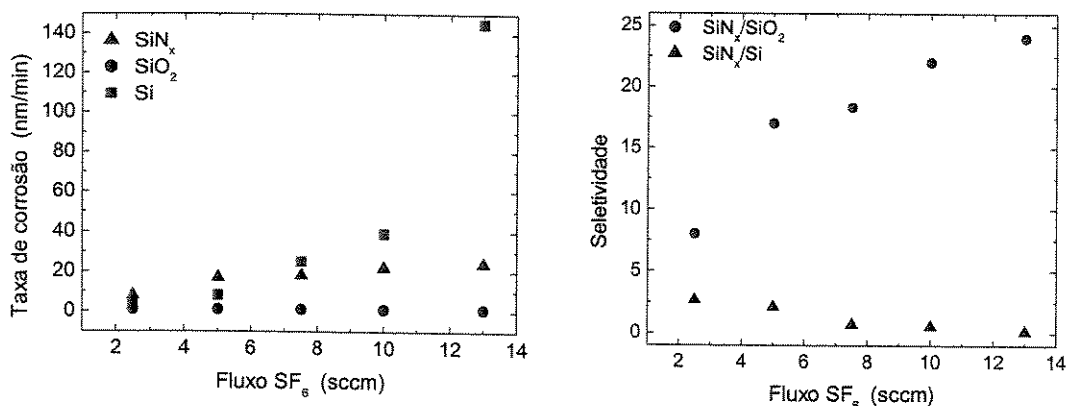 140
120
100
80
60
40
20
0
Taxa de corrosão (nm/min)
SiNₓ
SiO₂
Si
2 4 6 8 10 12 14
Fluxo SF₆ (sccm)
25
20
15
10
5
0
Seletividade
SiNₓ/SiO₂
SiNₓ/Si
2 4 6 8 10 12 14
Fluxo SF₆ (sccm)